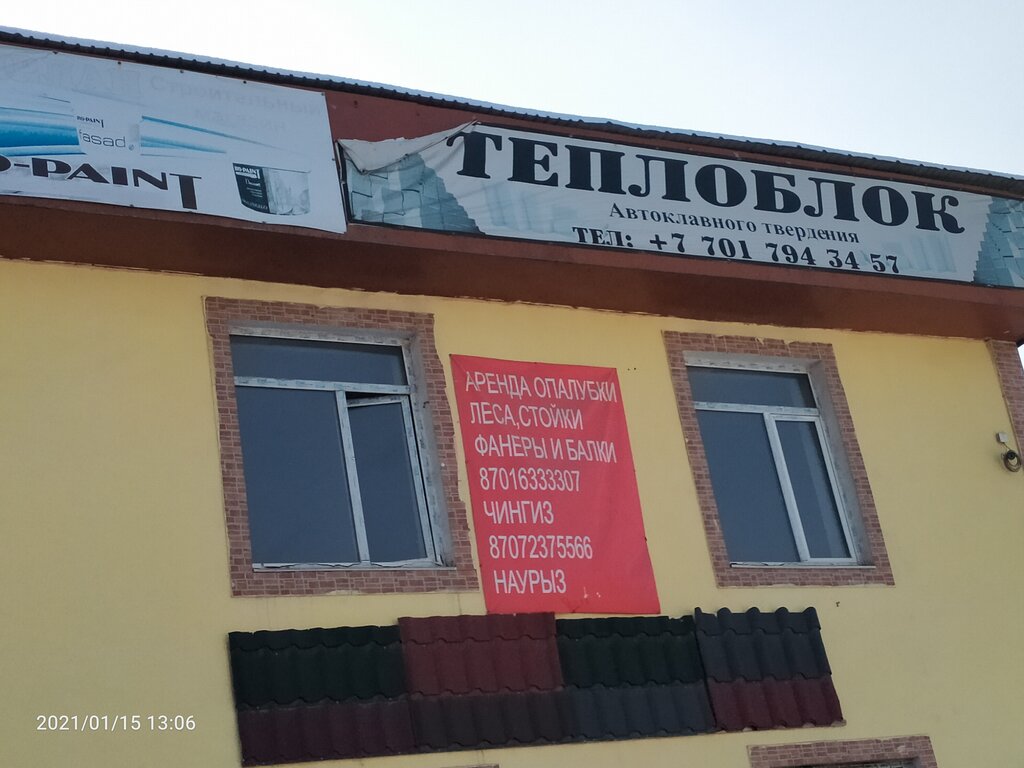 fasad
-PAINT
ТЕПЛОБЛОК
Автоклавного твердения
ТЕЛ: +7 701 794 34 57
АРЕНДА ОПАЛУБКИ
ЛЕСА,СТОЙКИ
ФАНЕРЫ И БАЛКИ
87016333307
ЧИНГИЗ
87072375566
НАУРЫЗ
2021/01/15 13:06